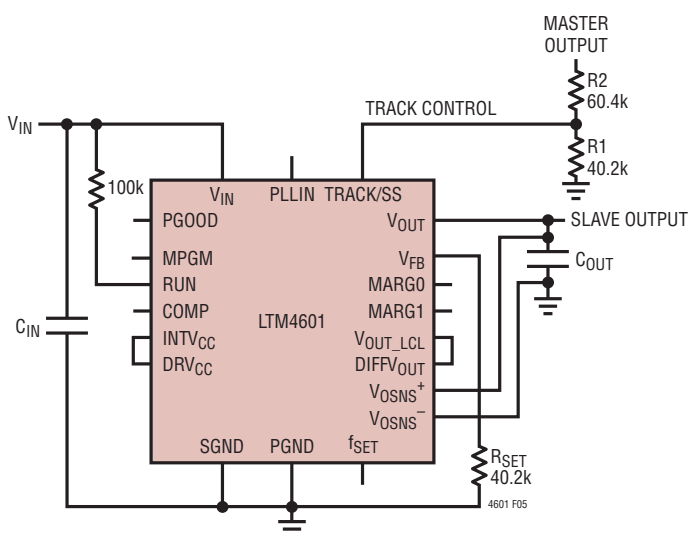 MASTER
OUTPUT
R2
60.4k
TRACK CONTROL
R1
40.2k
VIN
100k
VIN
PLLIN
TRACK/SS
PGOOD
VOUT
SLAVE OUTPUT
MPGM
VFB
COUT
RUN
MARG0
COMP
LTM4601
MARG1
CIN
INTVCC
VOUT_LCL
DRVCC
DIFFVOUT
VOSNS+
VOSNS–
SGND
PGND
fSET
RSET
40.2k
4601 F05